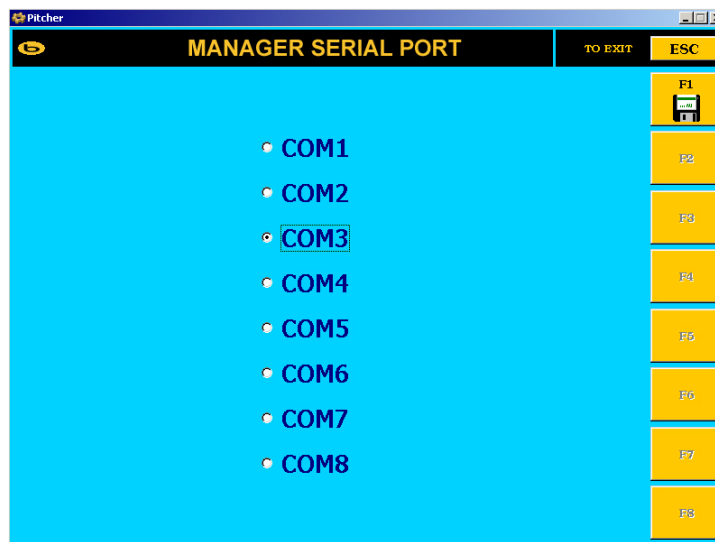 Pitcher
MANAGER SERIAL PORT
TO EXIT
ESC
F1
COM1
F2
COM2
F3
COM3
F4
COM4
F5
COM5
F6
COM6
F7
COM7
COM8
F8